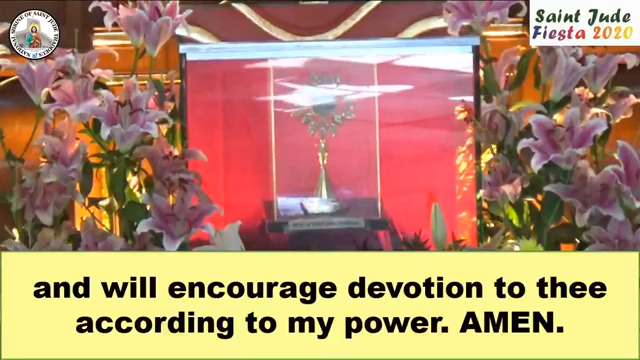 Saint Jude
Fiesta 2020
and will encourage devotion to thee
according to my power. AMEN.